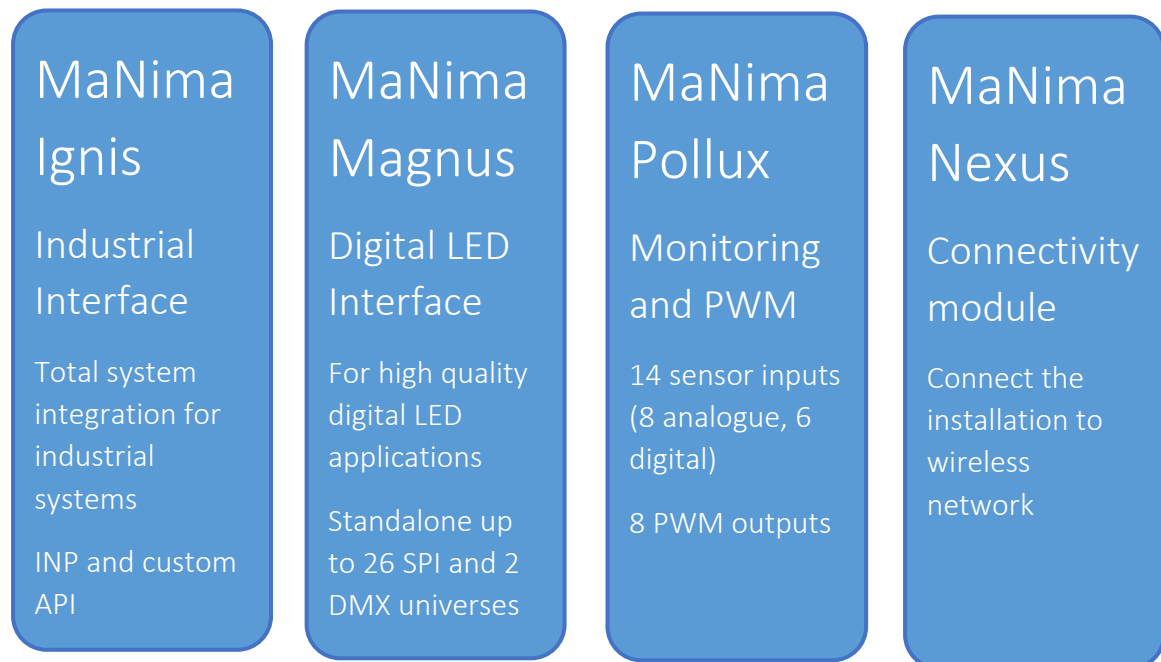 MaNima
Ignis
Industrial
Interface
Total system
integration for
industrial
systems
INP and custom
API
MaNima
Magnus
Digital LED
Interface
For high quality
digital LED
applications
Standalone up
to 26 SPI and 2
DMX universes
MaNima
Pollux
Monitoring
and PWM
14 sensor inputs
(8 analogue, 6
digital)
8 PWM outputs
MaNima
Nexus
Connectivity
module
Connect the
installation to
wireless
network